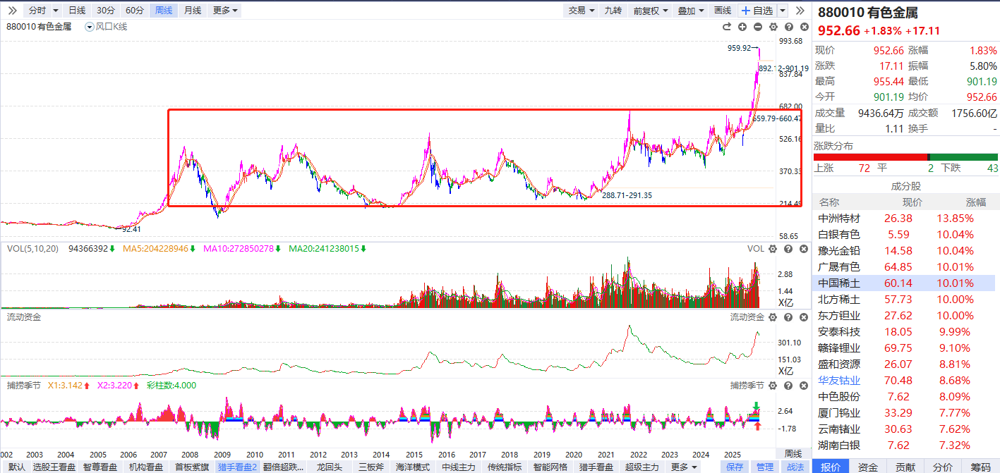 分时 日线 30分 60分 周线 月线 更多 交易 九转 前复权 叠加 画线 自选
880010 有色金属 风口K线
993.68
959.92
892.12-901.19
837.84
682.00
659.79-660.47
526.16
370.33
288.71-291.35
214.49
92.41
58.65
VOL(5,10,20) 94366392 MA5:204228946 MA10:272850278 MA20:241238015 VOL
2.88
1.44
X亿
流动资金 流动资金
301.10
151.03
X亿
捕捞季节 X1:3.142 X2:3.220 彩柱数:4.000 捕捞季节
2.64
-1.78
002 2003 2004 2005 2006 2007 2008 2009 2010 2011 2012 2013 2014 2015 2016 2017 2018 2019 2020 2021 2022 2023 2024 2025 周线
默认 选股王看盘 智尊看盘 机构看盘 首板紫旗 猎手看盘2 翻倍超跌... 龙回头 三板斧 海洋模式 中线主力 传统指标 智能网格 猎手看盘 超级主力 更多 保存 管理 战法
880010 有色金属
952.66 +1.83% +17.11
现价 952.66 涨幅 1.83%
涨跌 17.11 振幅 5.80%
最高 955.44 最低 901.19
今开 901.19 均价 952.66
成交量 9436.64万 成交额 1756.60亿
量比 1.11 换手 -
涨跌分布
上涨 72 平 2 下跌 43
成分股
名称 现价 涨幅
中洲特材 26.38 13.85%
白银有色 5.59 10.04%
豫光金铅 14.58 10.04%
广晟有色 64.85 10.01%
中国稀土 60.14 10.01%
北方稀土 57.73 10.00%
东方钽业 27.62 10.00%
安泰科技 18.05 9.99%
赣锋锂业 69.75 9.10%
盛和资源 26.07 8.81%
华友钴业 70.48 8.68%
中色股份 7.62 8.09%
厦门钨业 33.29 7.77%
云南锗业 30.63 7.62%
湖南白银 7.62 7.32%
报价 资金 贡献 分价 筹码